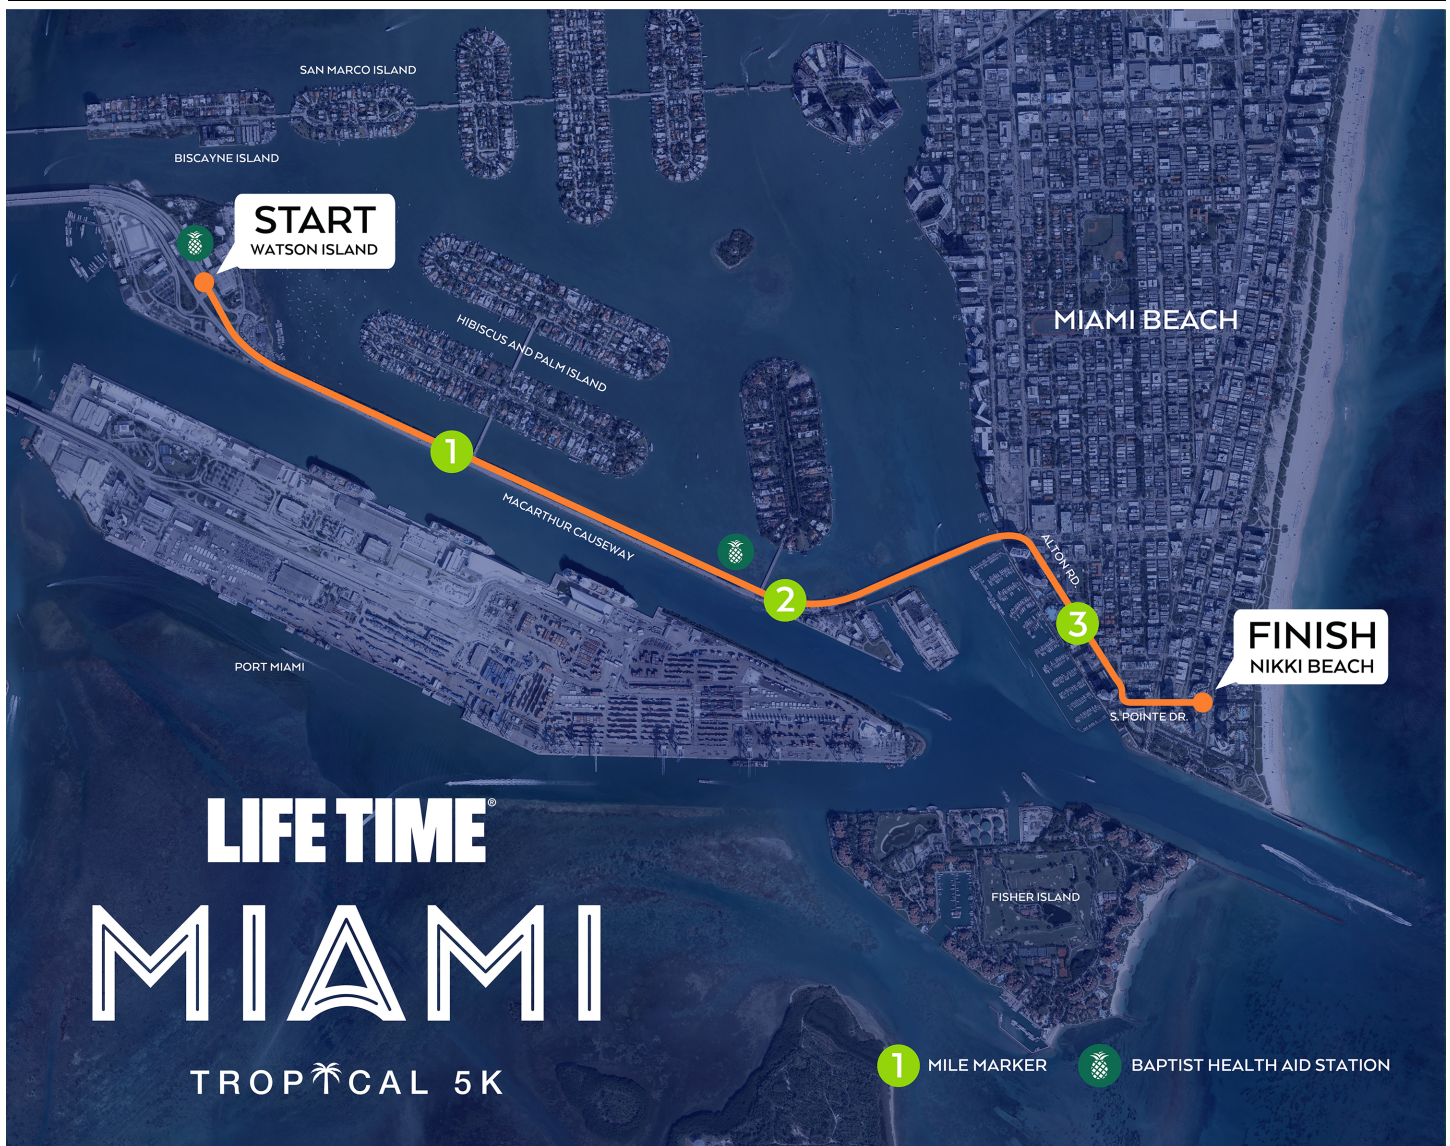 SAN MARCO ISLAND
BISCAYNE ISLAND
START
WATSON ISLAND
HIBISCUS AND PALM ISLAND
MIAMI BEACH
1
MACARTHUR CAUSEWAY
2
ALTON RD.
3
FINISH
NIKKI BEACH
S. POINTE DR.
PORT MIAMI
LIFE TIME®
MIAMI
TROPICAL 5K
FISHER ISLAND
1 MILE MARKER
BAPTIST HEALTH AID STATION